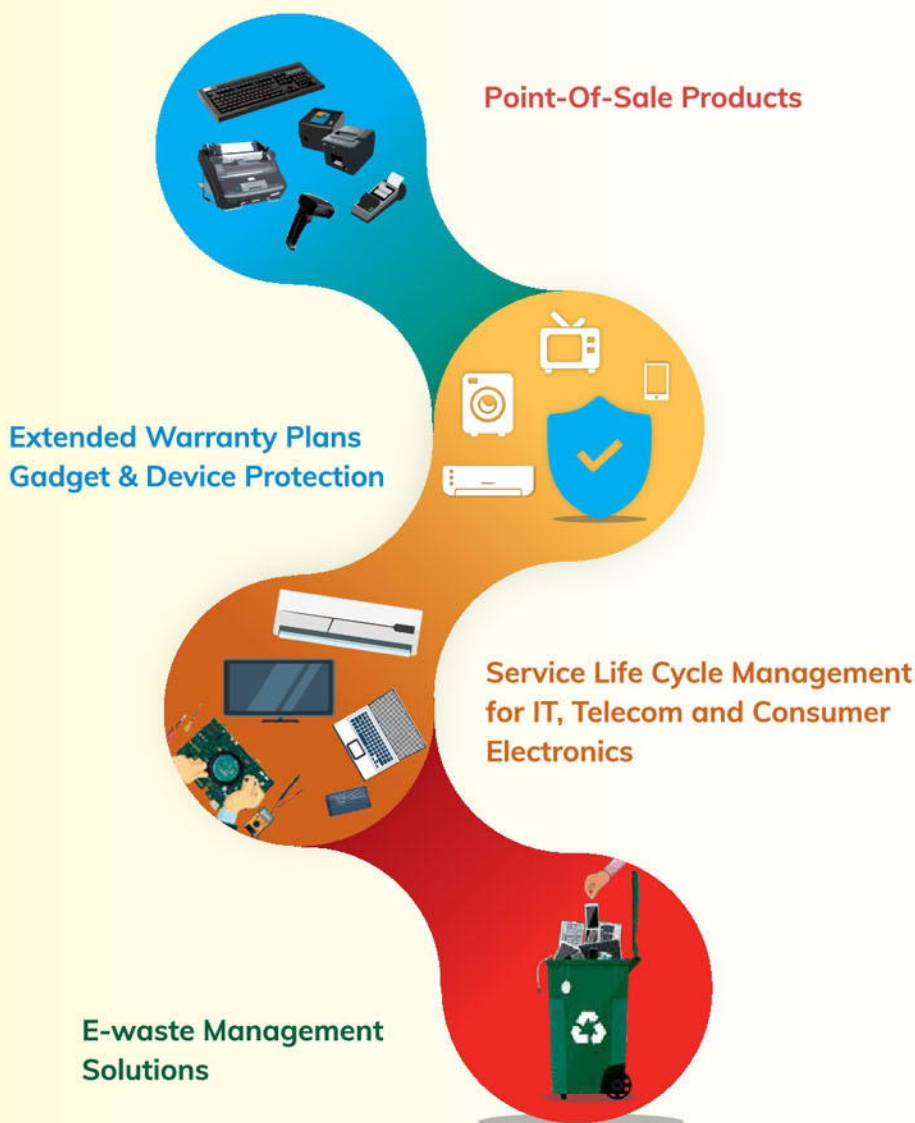 Point-Of-Sale Products
Extended Warranty Plans
Gadget & Device Protection
Service Life Cycle Management
for IT, Telecom and Consumer
Electronics
E-waste Management
Solutions